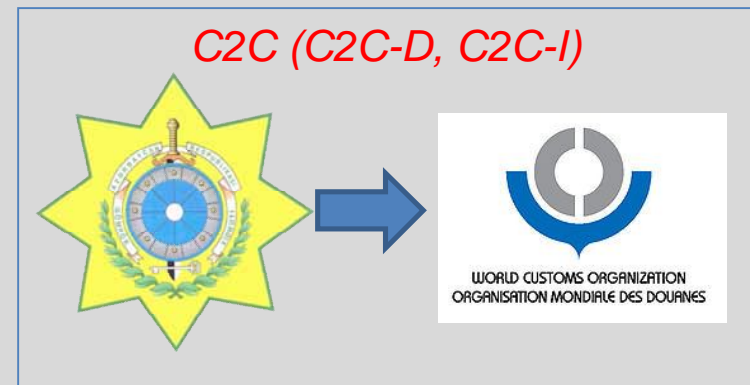 C2C (C2C-D, C2C-I)
WORLD CUSTOMS ORGANIZATION
ORGANISATION MONDIALE DES DOUANES